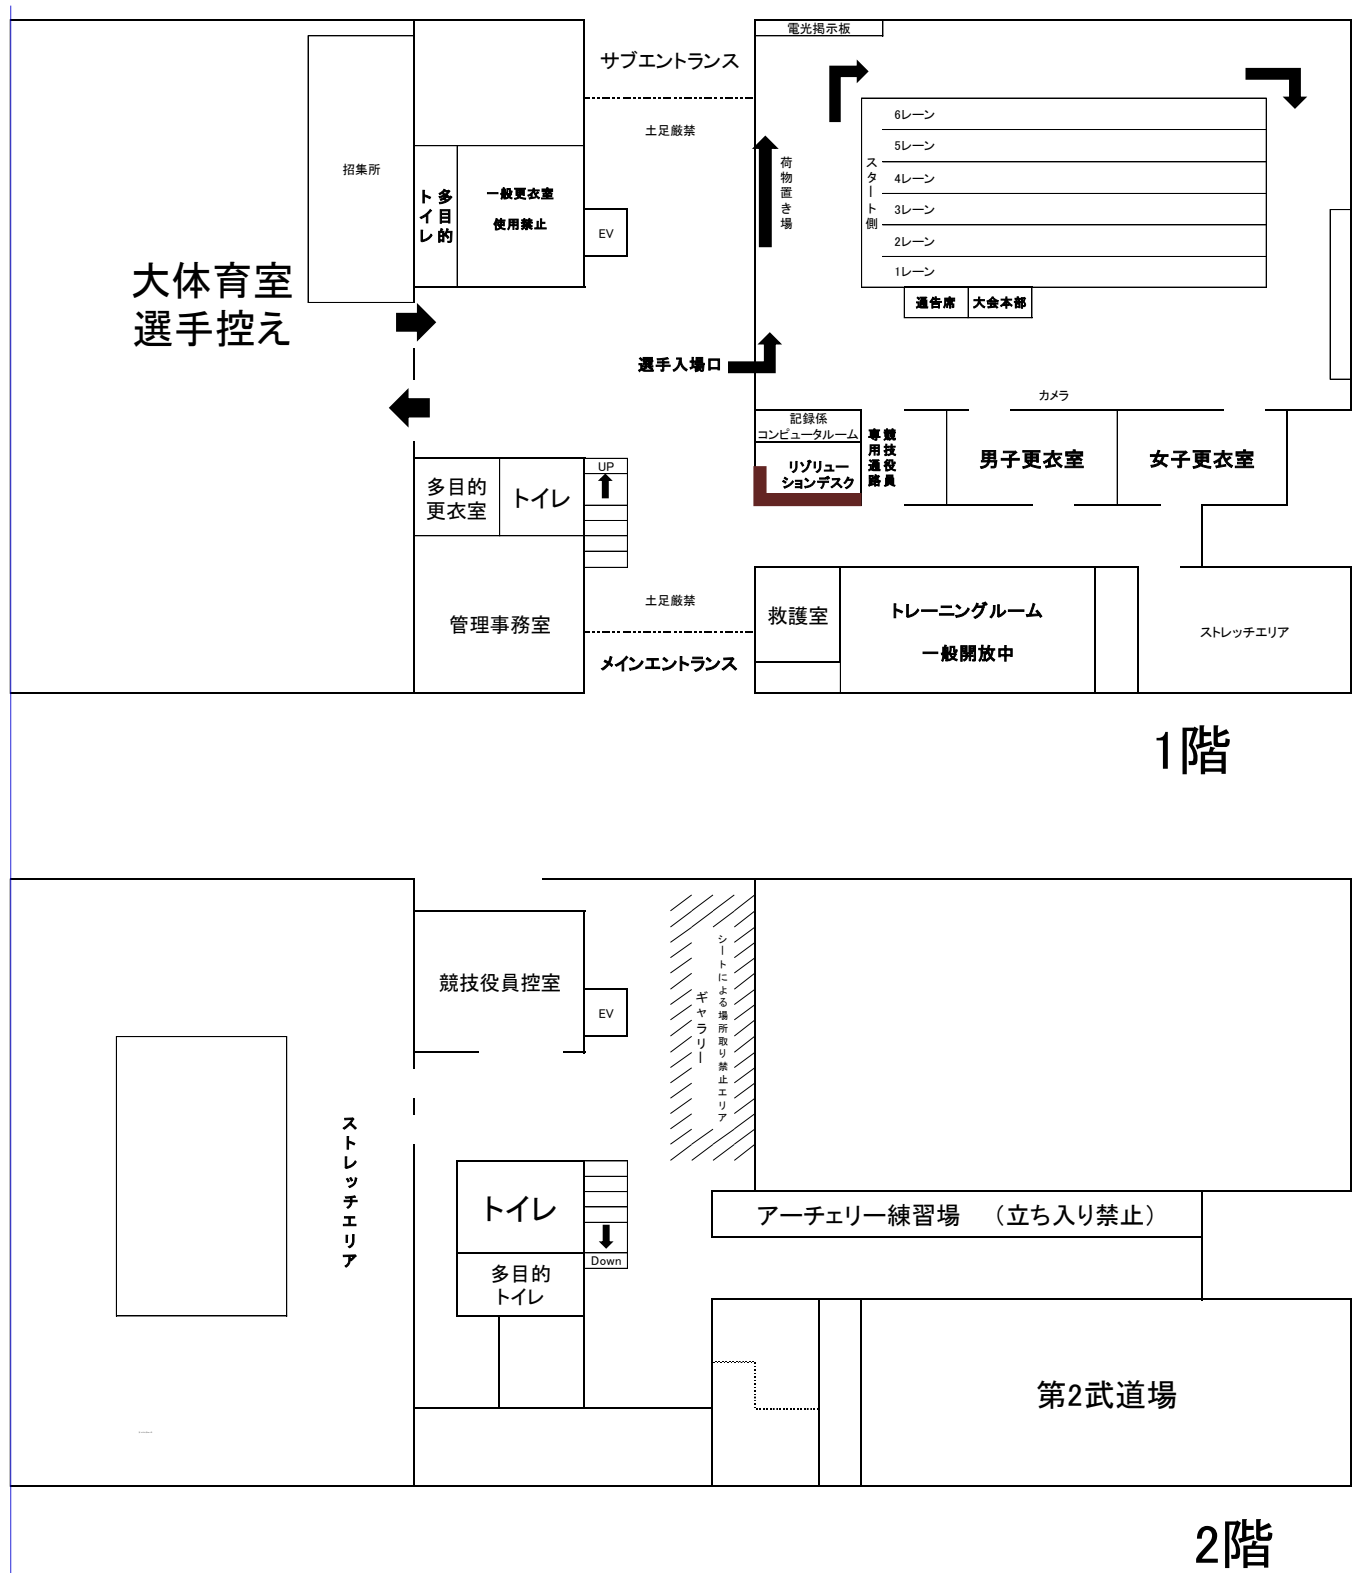 電光掲示板
サブエントランス
土足厳禁
招集所
多目的
トイレ
一般更衣室
使用禁止
EV
荷物置き場
スタート側
6レーン
5レーン
4レーン
3レーン
2レーン
1レーン
通告席
大会本部
大体育室
選手控え
選手入場口
カメラ
記録係
コンピュータルーム
リゾリュー
ションデスク
競技役員
専用通路
男子更衣室
女子更衣室
多目的
更衣室
トイレ
UP
管理事務室
土足厳禁
メインエントランス
救護室
トレーニングルーム
一般開放中
ストレッチエリア
1階
競技役員控室
EV
シートによる場所取り禁止エリア
ギャラリー
ストレッチエリア
トイレ
Down
多目的
トイレ
アーチェリー練習場 （立ち入り禁止）
第2武道場
2階